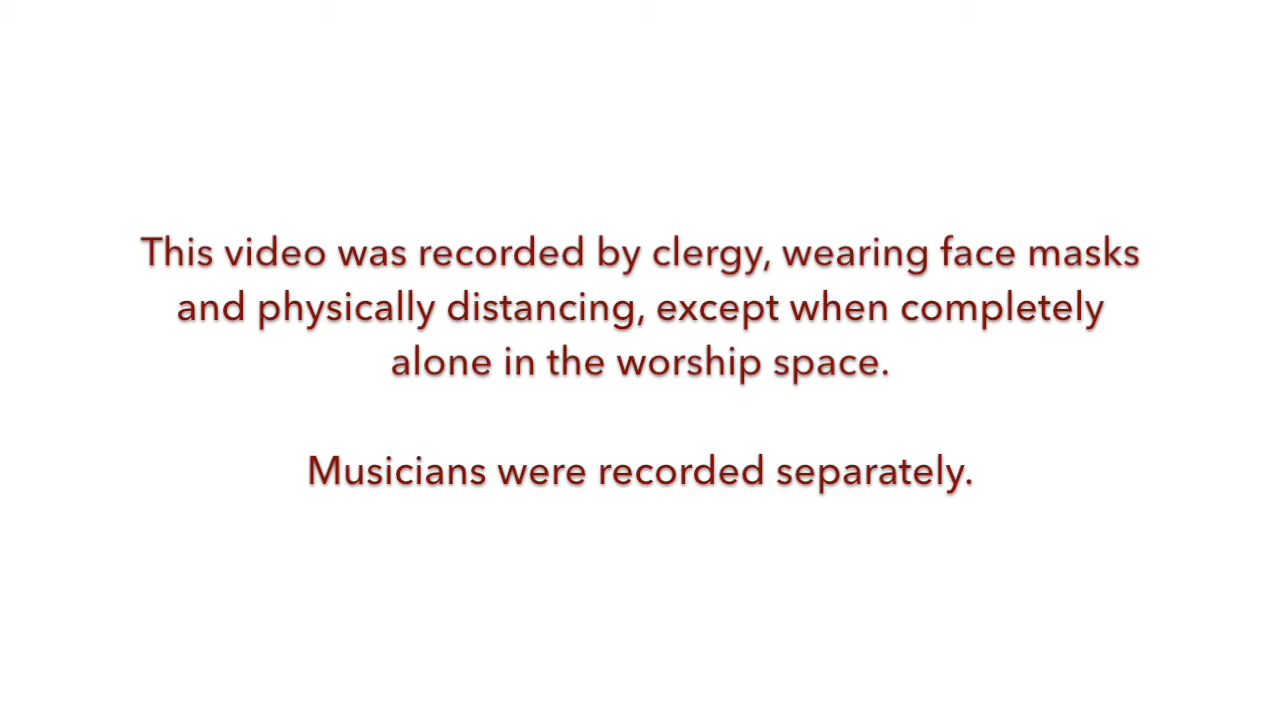 This video was recorded by clergy, wearing face masks
and physically distancing, except when completely
alone in the worship space.
Musicians were recorded separately.